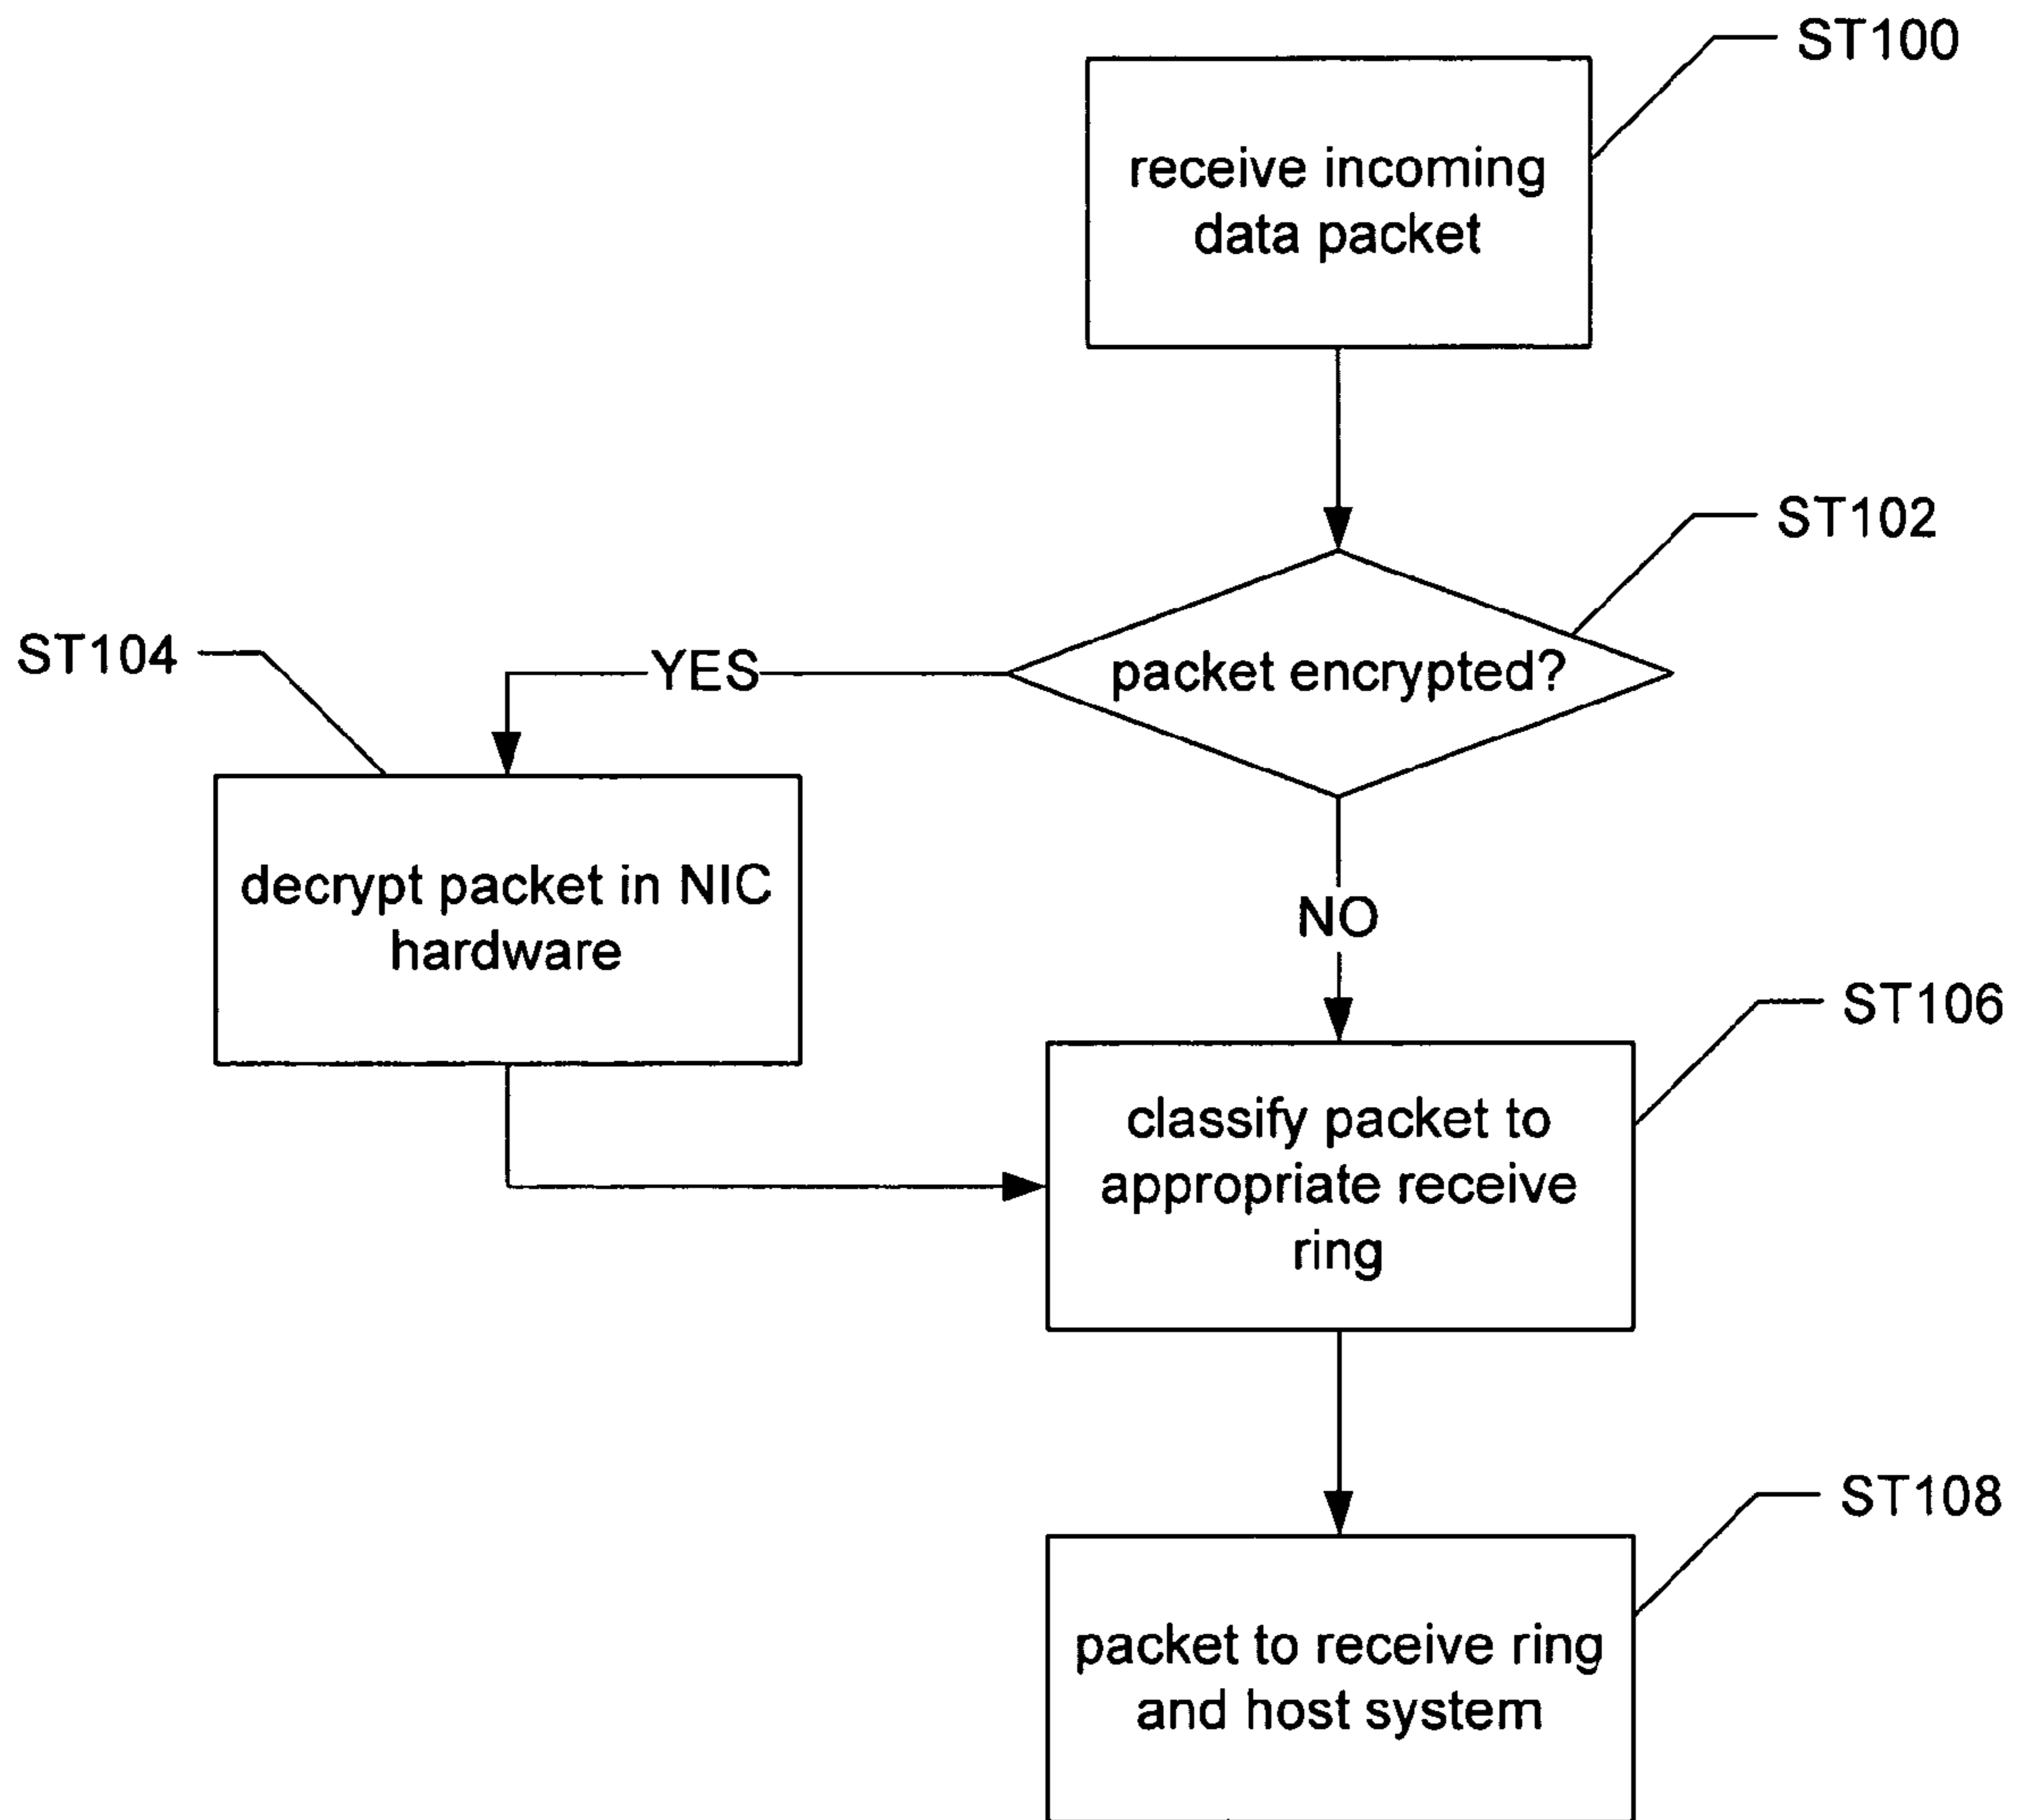 ST100
receive incoming
data packet
ST102
packet encrypted?
YES
ST104
decrypt packet in NIC
hardware
NO
ST106
classify packet to
appropriate receive
ring
ST108
packet to receive ring
and host system